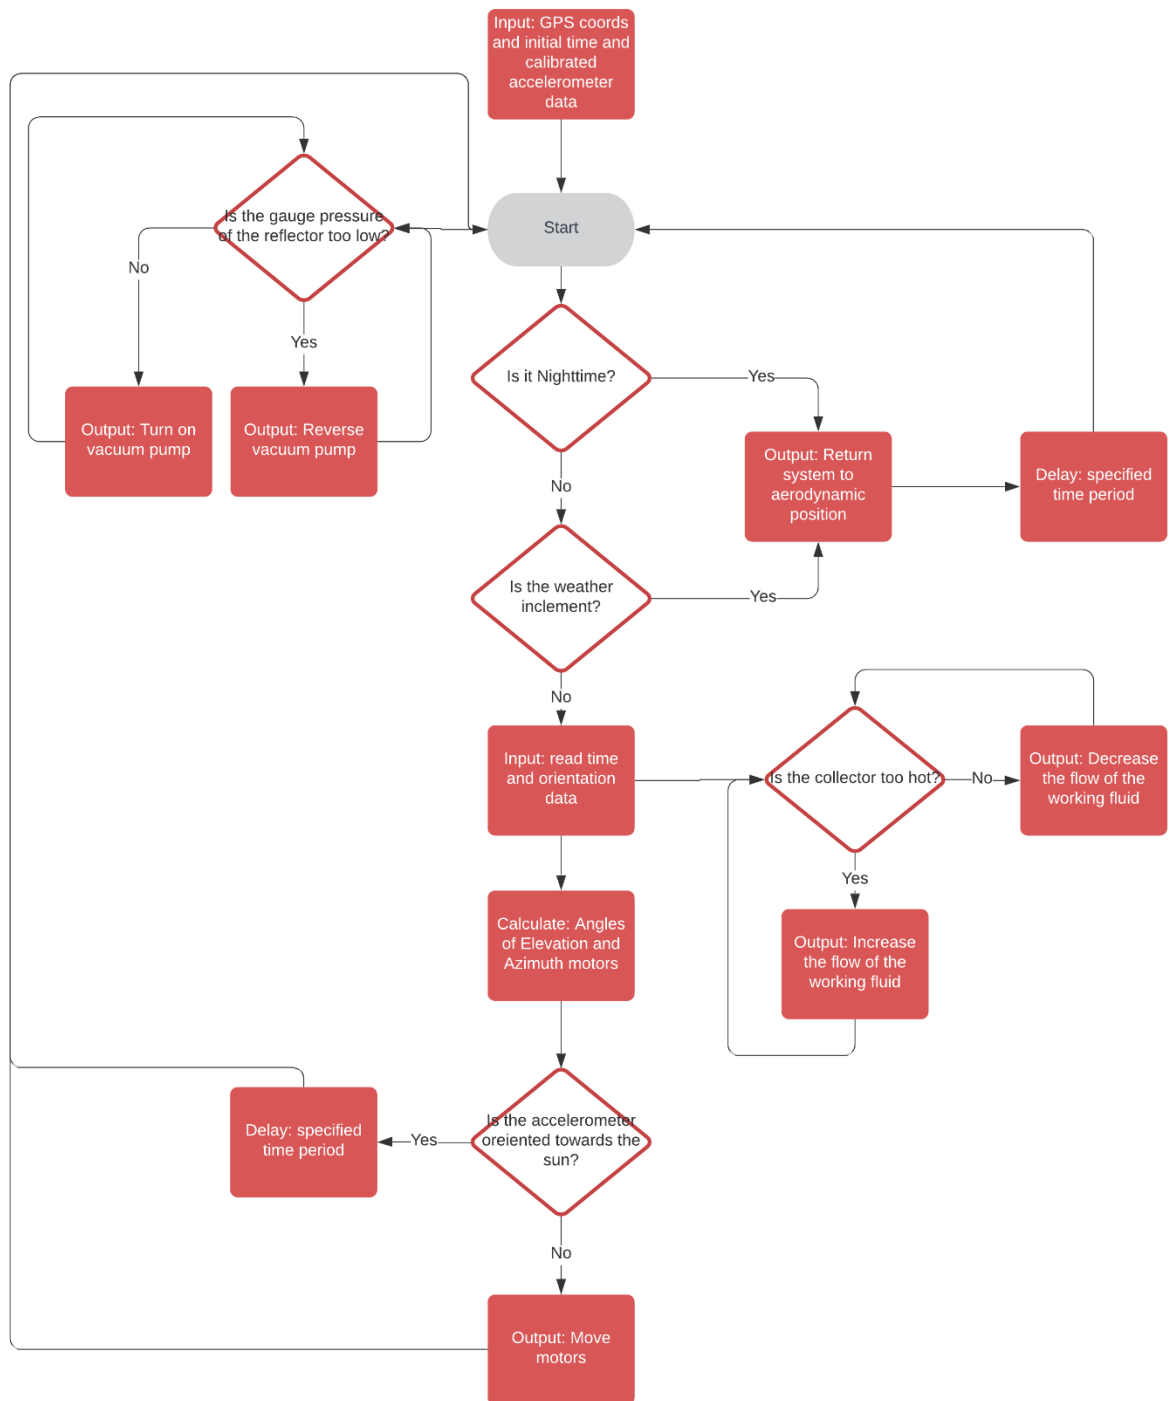 Input: GPS coords
and initial time and
calibrated
accelerometer
data
Is the gauge pressure
of the reflector too low?
Start
No
Yes
Output: Turn on
vacuum pump
Output: Reverse
vacuum pump
Is it Nighttime?
Yes
No
Output: Return
system to
aerodynamic
position
Delay: specified
time period
Is the weather
inclement?
Yes
No
Input: read time
and orientation
data
Is the collector too hot?
No
Output: Decrease
the flow of the
working fluid
Yes
Output: Increase
the flow of the
working fluid
Calculate: Angles
of Elevation and
Azimuth motors
Is the accelerometer
oreiented towards the
sun?
Yes
Delay: specified
time period
No
Output: Move
motors